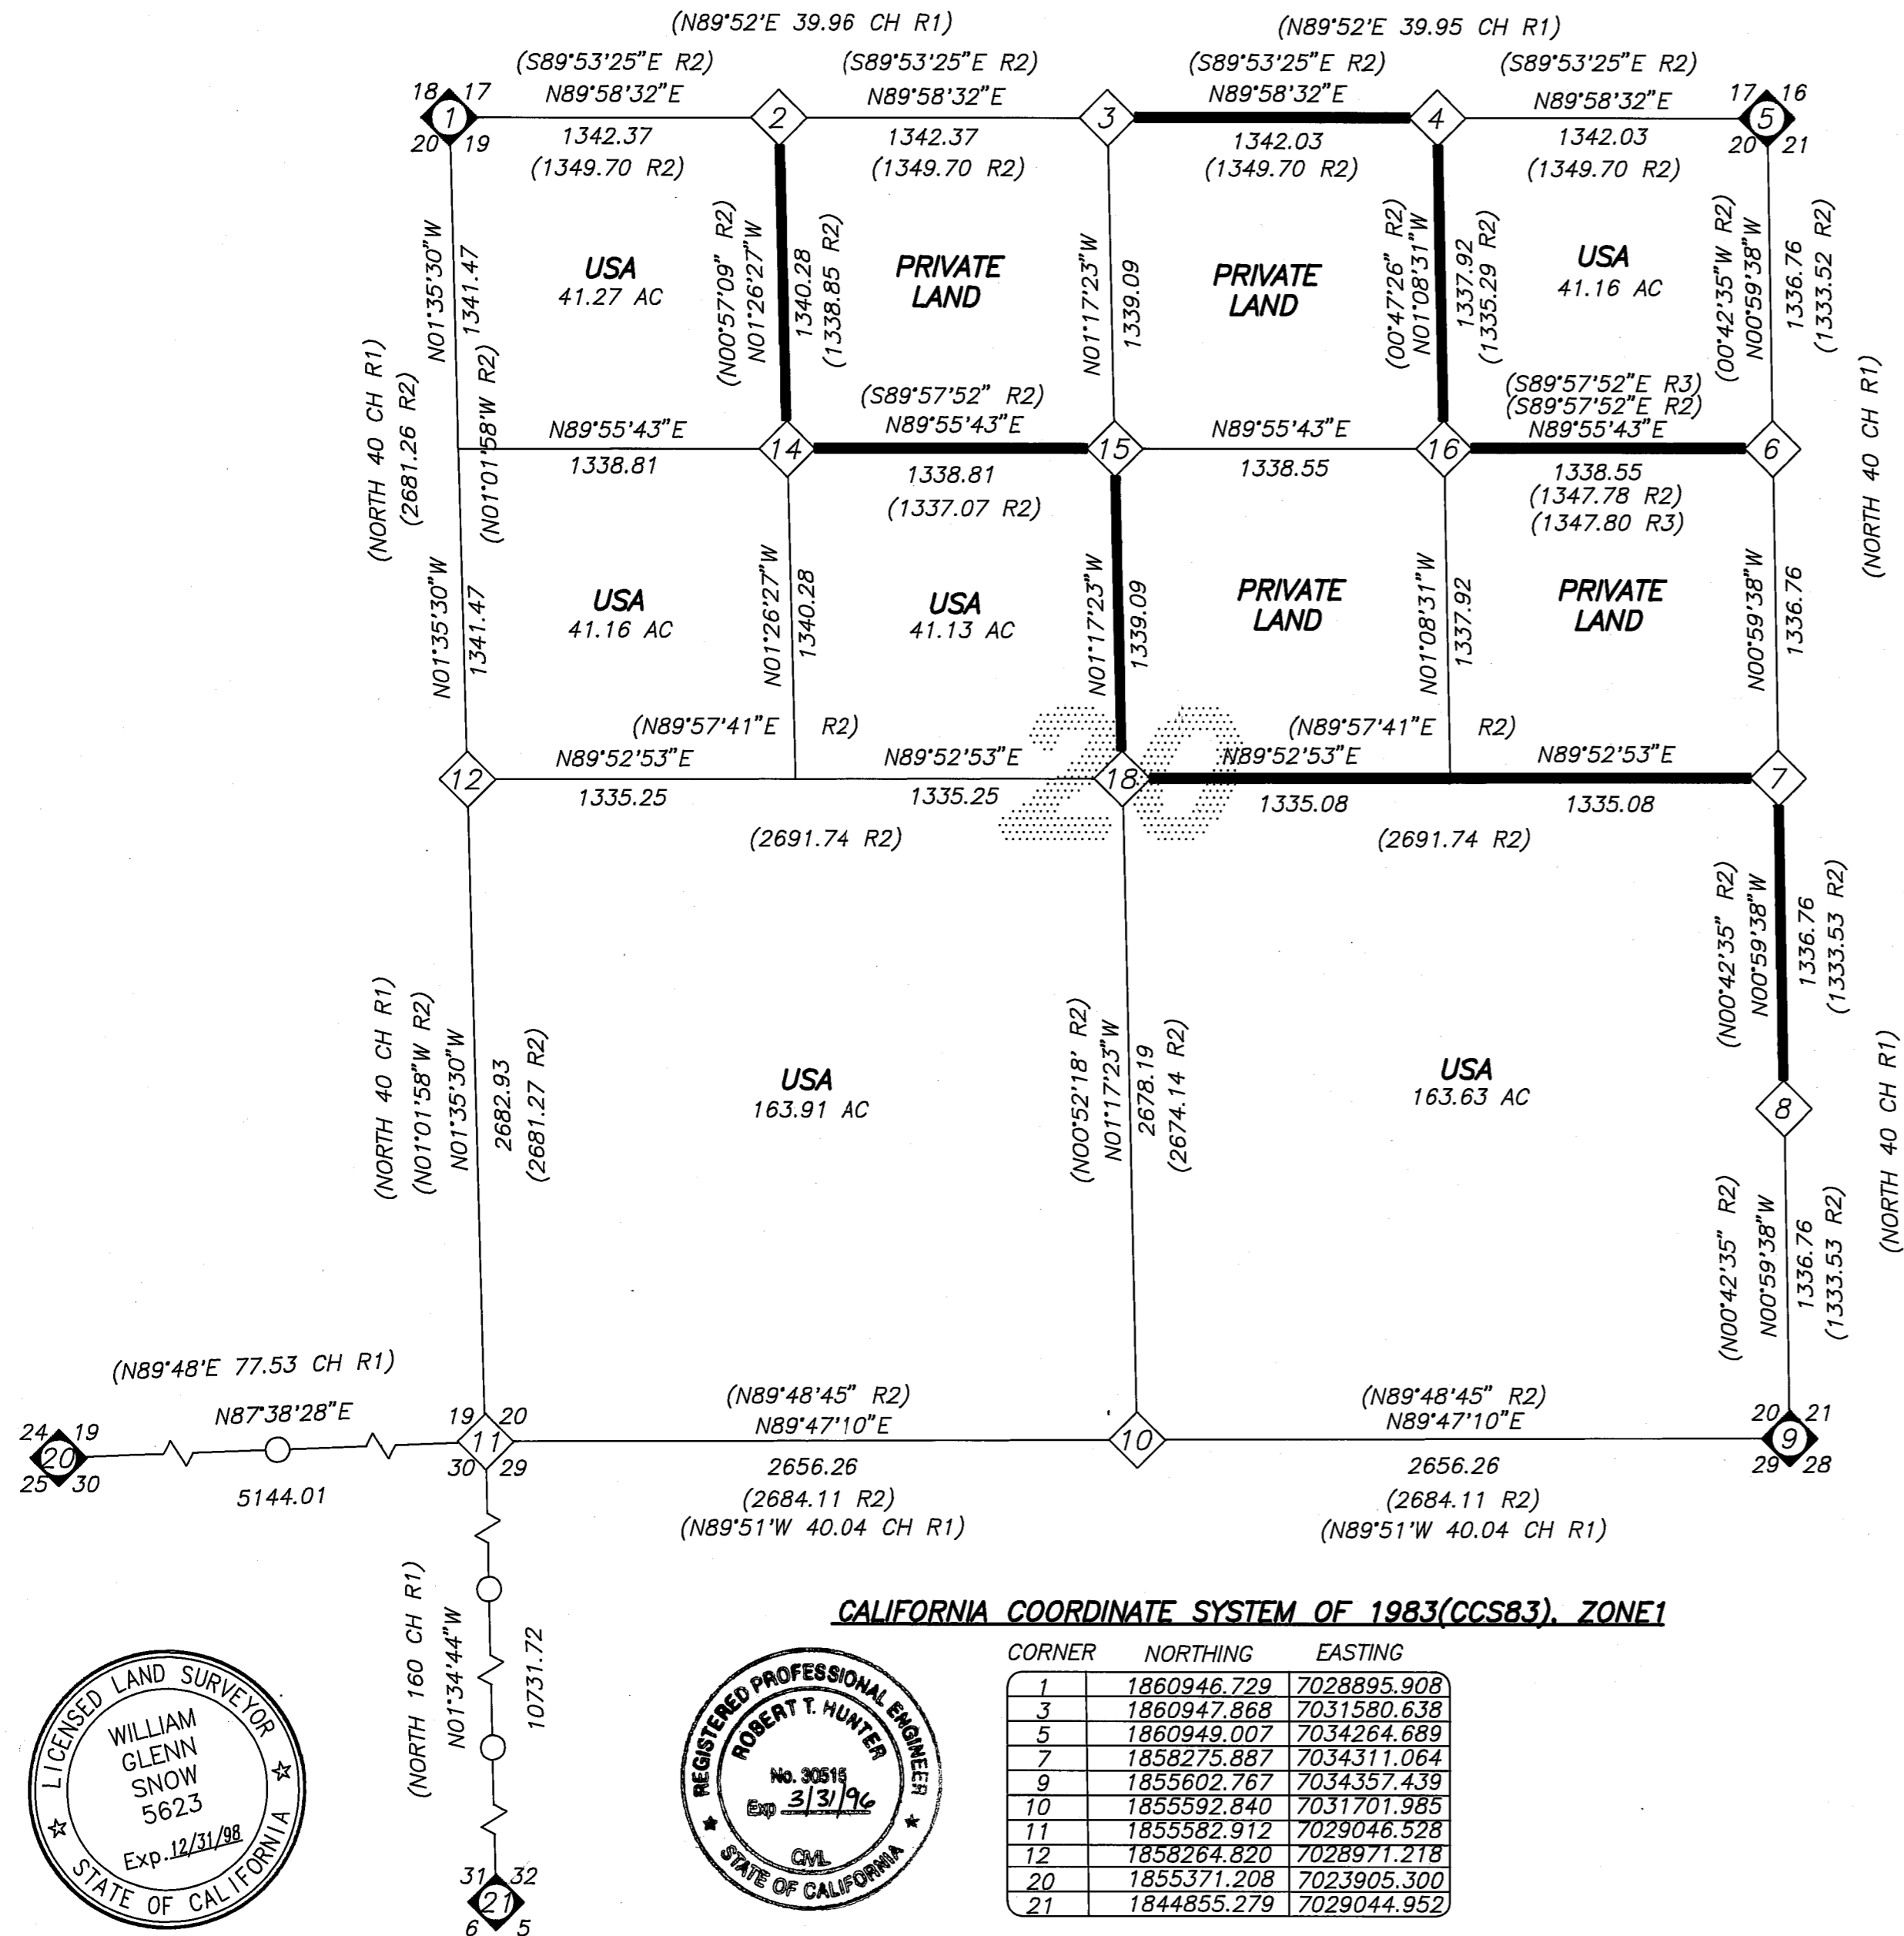 (N89°52'E 39.96 CH R1)
(N89°52'E 39.95 CH R1)
(S89°53'25"E R2)
(S89°53'25"E R2)
(S89°53'25"E R2)
(S89°53'25"E R2)
N89°58'32"E
N89°58'32"E
N89°58'32"E
N89°58'32"E
18 17
1
20 19
2
3
4
17 16
5
20 21
1342.37
1342.37
1342.03
1342.03
(1349.70 R2)
(1349.70 R2)
(1349.70 R2)
(1349.70 R2)
N01°35'30"W
1341.47
USA
41.27 AC
(N00°57'09" R2)
N01°26'27"W
1340.28
(1338.85 R2)
PRIVATE
LAND
N01°17'23"W
1339.09
PRIVATE
LAND
(00°47'26" R2)
N01°08'31"W
1337.92
(1335.29 R2)
USA
41.16 AC
(00°42'35"W R2)
N00°59'38"W
1336.76
(1333.52 R2)
(NORTH 40 CH R1)
(2681.26 R2)
(N01°01'58"W R2)
(NORTH 40 CH R1)
(S89°57'52" R2)
(S89°57'52"E R3)
(S89°57'52"E R2)
N89°55'43"E
N89°55'43"E
N89°55'43"E
N89°55'43"E
14
15
16
6
1338.81
1338.81
1338.55
1338.55
(1337.07 R2)
(1347.78 R2)
(1347.80 R3)
N01°35'30"W
1341.47
USA
41.16 AC
N01°26'27"W
1340.28
USA
41.13 AC
N01°17'23"W
1339.09
PRIVATE
LAND
N01°08'31"W
1337.92
PRIVATE
LAND
N00°59'38"W
1336.76
20
(N89°57'41"E R2)
(N89°57'41"E R2)
N89°52'53"E
N89°52'53"E
N89°52'53"E
N89°52'53"E
12
18
7
1335.25
1335.25
1335.08
1335.08
(2691.74 R2)
(2691.74 R2)
(N00°42'35" R2)
N00°59'38"W
1336.76
(1333.53 R2)
(NORTH 40 CH R1)
(N01°01'58"W R2)
N01°35'30"W
2682.93
(2681.27 R2)
USA
163.91 AC
(N00°52'18' R2)
N01°17'23"W
2678.19
(2674.14 R2)
USA
163.63 AC
8
(NORTH 40 CH R1)
(N00°42'35" R2)
N00°59'38"W
1336.76
(1333.53 R2)
(N89°48'E 77.53 CH R1)
N87°38'28"E
24 19
20
25 30
5144.01
19 20
11
30 29
(N89°48'45" R2)
N89°47'10"E
10
(N89°48'45" R2)
N89°47'10"E
20 21
9
29 28
2656.26
2656.26
(2684.11 R2)
(2684.11 R2)
(N89°51'W 40.04 CH R1)
(N89°51'W 40.04 CH R1)
(NORTH 160 CH R1)
N01°34'44"W
10731.72
31 32
21
6 5
LICENSED LAND SURVEYOR
WILLIAM
GLENN
SNOW
5623
Exp. 12/31/98
STATE OF CALIFORNIA
REGISTERED PROFESSIONAL ENGINEER
ROBERT T. HUNTER
No. 30515
Exp 3/31/96
CIVIL
STATE OF CALIFORNIA
CALIFORNIA COORDINATE SYSTEM OF 1983(CCS83). ZONE1
CORNER NORTHING EASTING
1 1860946.729 7028895.908
3 1860947.868 7031580.638
5 1860949.007 7034264.689
7 1858275.887 7034311.064
9 1855602.767 7034357.439
10 1855592.840 7031701.985
11 1855582.912 7029046.528
12 1858264.820 7028971.218
20 1855371.208 7023905.300
21 1844855.279 7029044.952